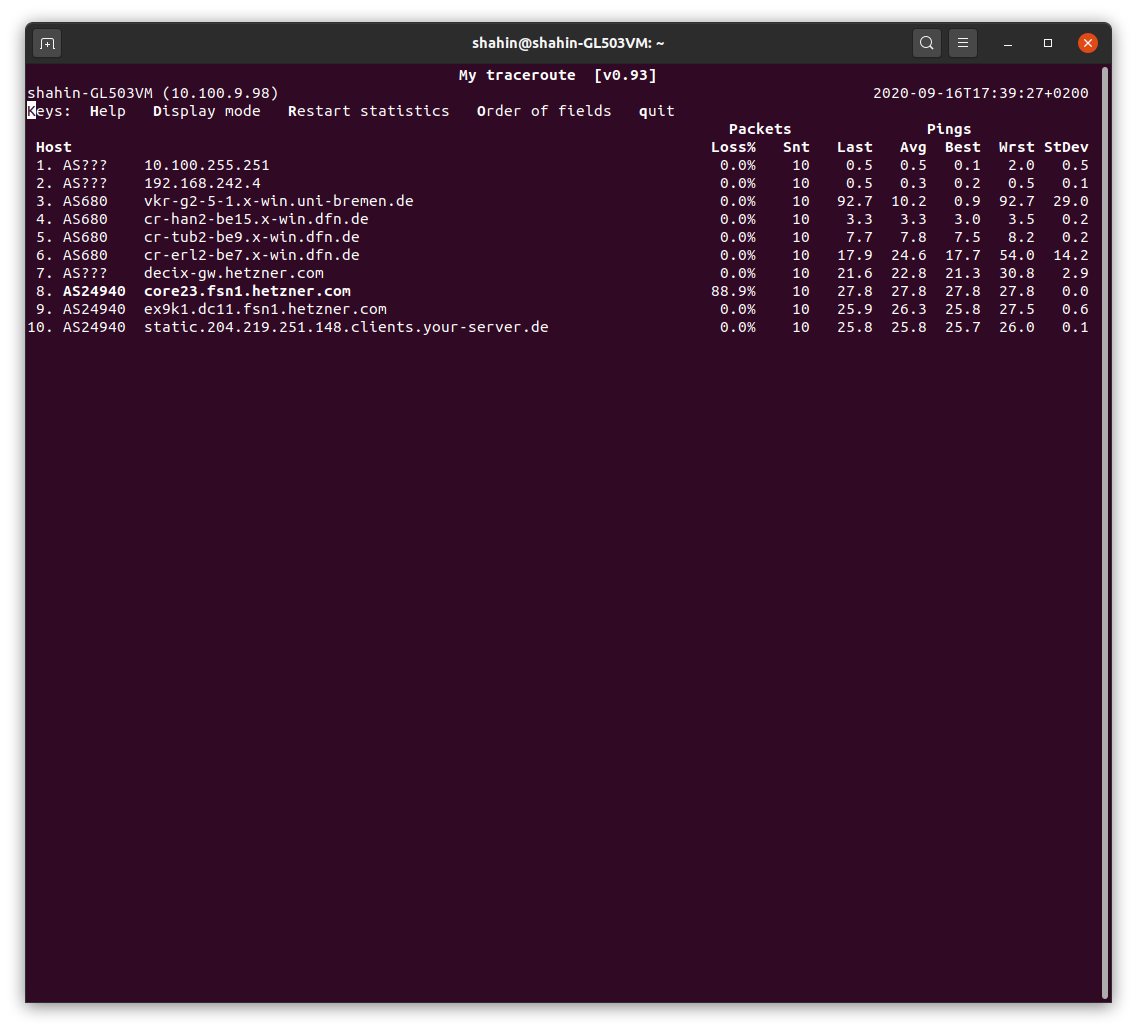 shahin@shahin-GL503VM: ~
My traceroute  [v0.93]
shahin-GL503VM (10.100.9.98) 2020-09-16T17:39:27+0200
Keys:  Help   Display mode   Restart statistics   Order of fields   quit
Packets Pings
Host Loss% Snt Last Avg Best Wrst StDev
1. AS??? 10.100.255.251 0.0% 10 0.5 0.5 0.1 2.0 0.5
2. AS??? 192.168.242.4 0.0% 10 0.5 0.3 0.2 0.5 0.1
3. AS680 vkr-g2-5-1.x-win.uni-bremen.de 0.0% 10 92.7 10.2 0.9 92.7 29.0
4. AS680 cr-han2-be15.x-win.dfn.de 0.0% 10 3.3 3.3 3.0 3.5 0.2
5. AS680 cr-tub2-be9.x-win.dfn.de 0.0% 10 7.7 7.8 7.5 8.2 0.2
6. AS680 cr-erl2-be7.x-win.dfn.de 0.0% 10 17.9 24.6 17.7 54.0 14.2
7. AS??? decix-gw.hetzner.com 0.0% 10 21.6 22.8 21.3 30.8 2.9
8. AS24940 core23.fsn1.hetzner.com 88.9% 10 27.8 27.8 27.8 27.8 0.0
9. AS24940 ex9k1.dc11.fsn1.hetzner.com 0.0% 10 25.9 26.3 25.8 27.5 0.6
10. AS24940 static.204.219.251.148.clients.your-server.de 0.0% 10 25.8 25.8 25.7 26.0 0.1